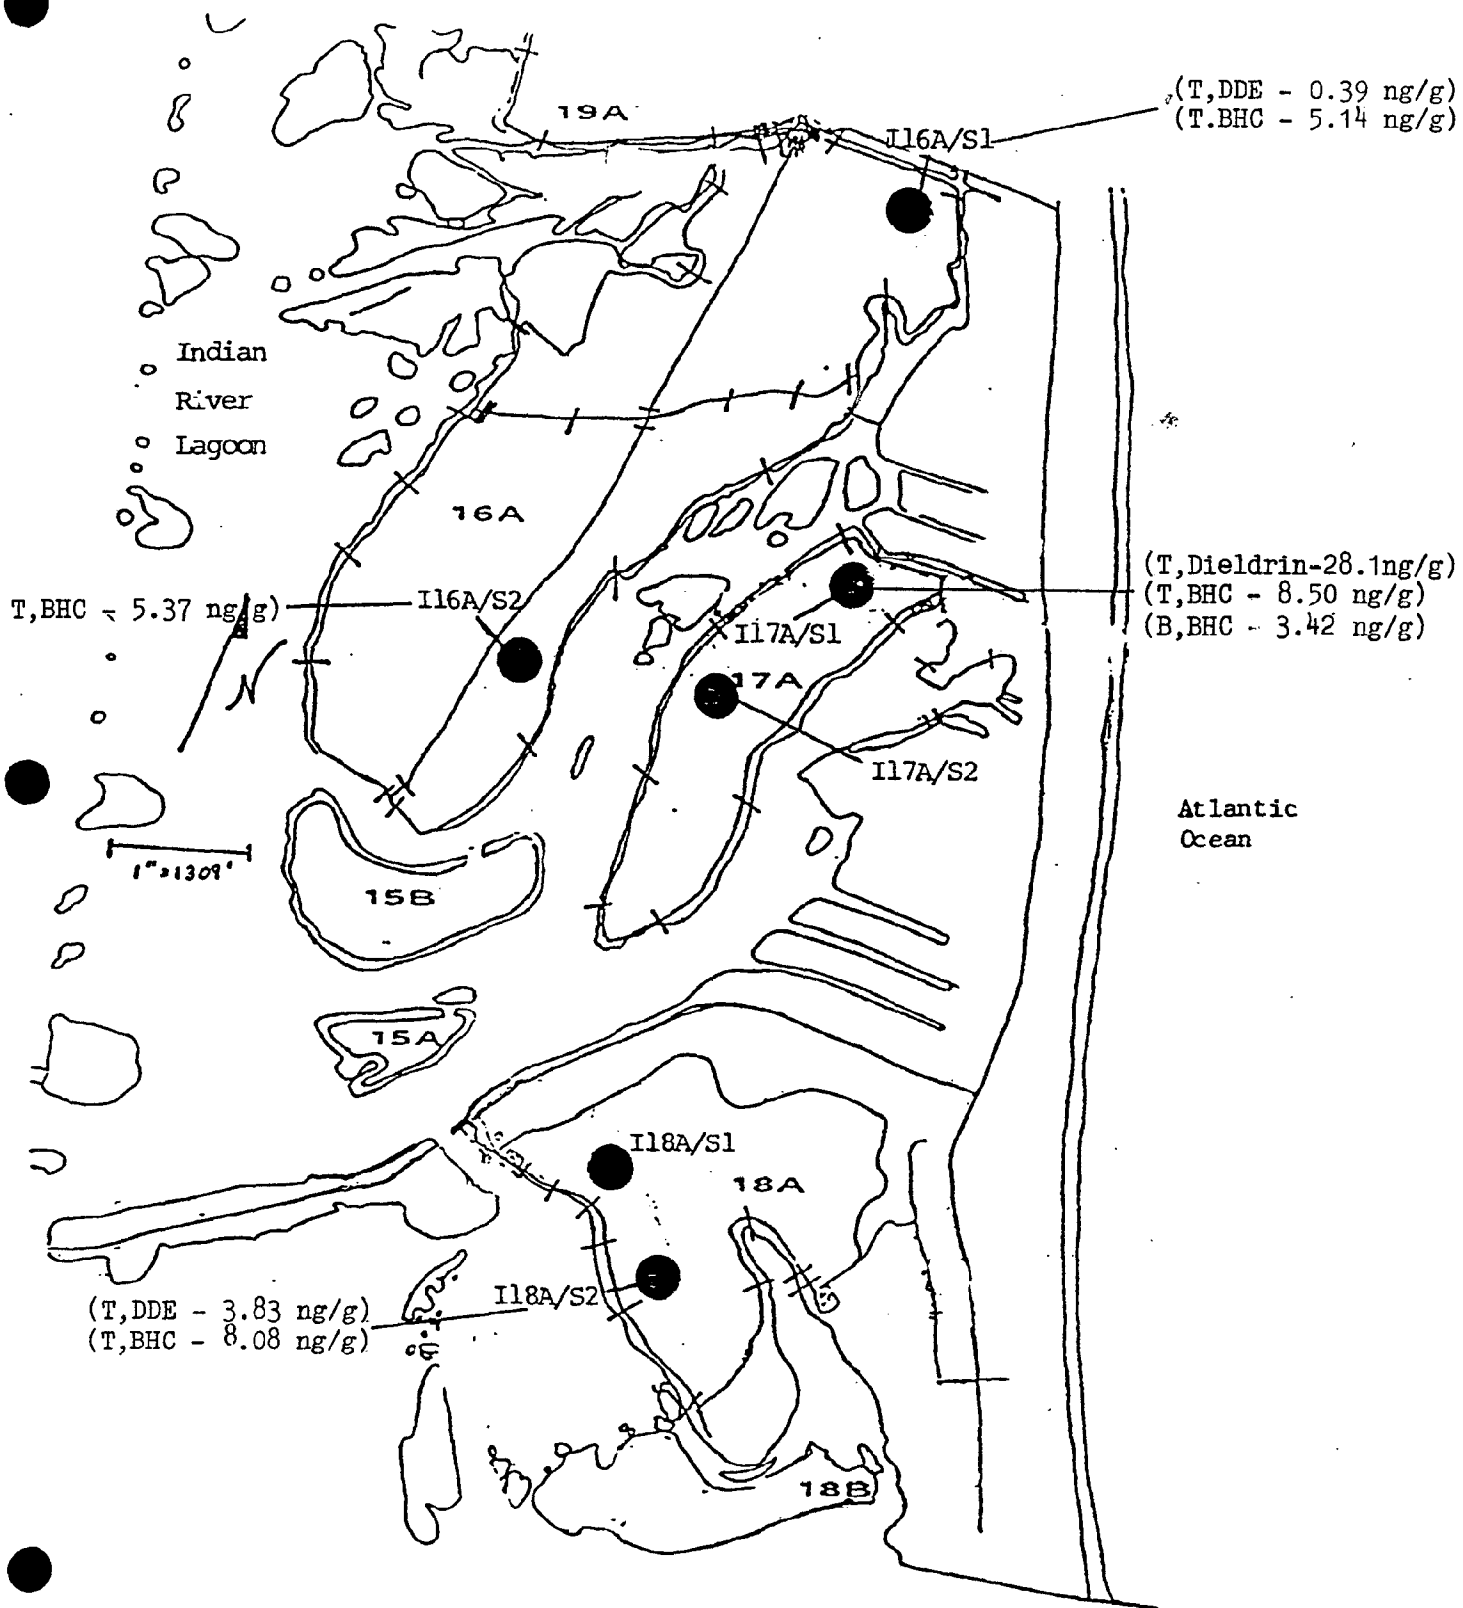 19A
(T,DDE - 0.39 ng/g)
(T.BHC - 5.14 ng/g)
I16A/S1
Indian
River
Lagoon
16A
(T,Dieldrin-28.1ng/g)
(T,BHC - 8.50 ng/g)
(B,BHC - 3.42 ng/g)
T,BHC - 5.37 ng/g)
I16A/S2
I17A/S1
17A
N
I17A/S2
Atlantic
Ocean
1"=1309'
15B
15A
I18A/S1
18A
I18A/S2
(T,DDE - 3.83 ng/g)
(T,BHC - 8.08 ng/g)
18B